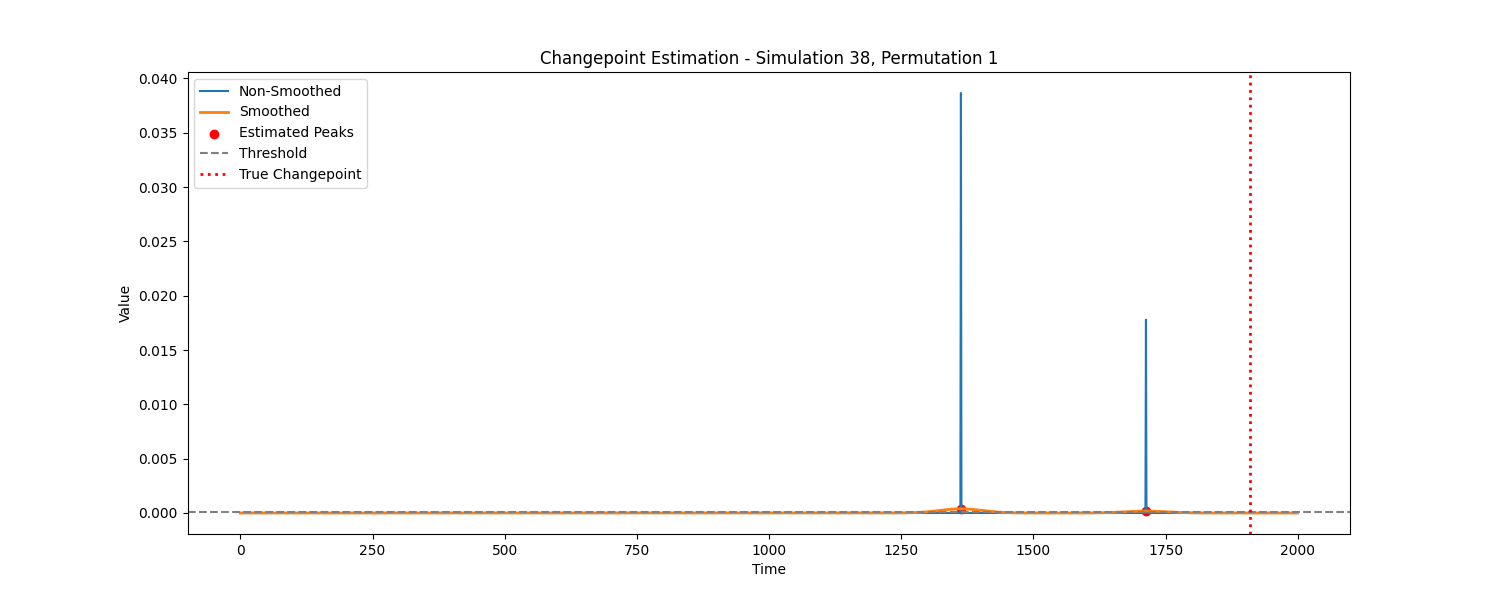 Changepoint Estimation - Simulation 38, Permutation 1
Non-Smoothed
Smoothed
Estimated Peaks
Threshold
True Changepoint
Value
0.040
0.035
0.030
0.025
0.020
0.015
0.010
0.005
0.000
0 250 500 750 1000 1250 1500 1750 2000
Time